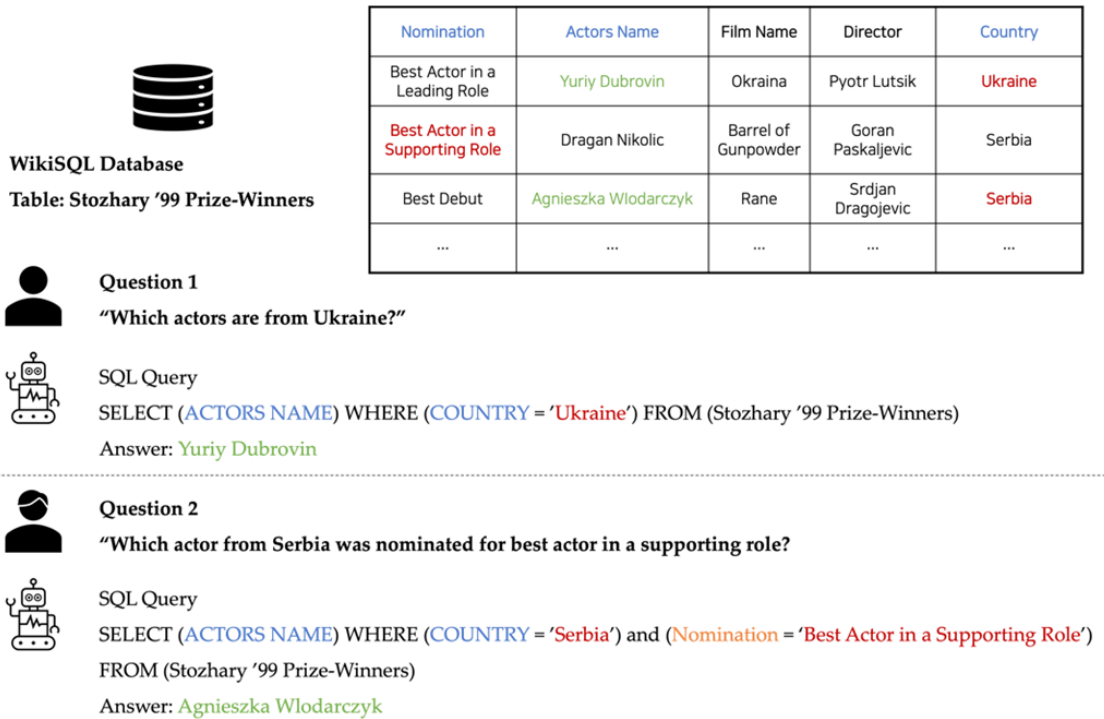 Nomination Actors Name Film Name Director Country
Best Actor in a Leading Role Yuriy Dubrovin Okraina Pyotr Lutsik Ukraine
Best Actor in a Supporting Role Dragan Nikolic Barrel of Gunpowder Goran Paskaljevic Serbia
Best Debut Agnieszka Wlodarczyk Rane Srdjan Dragojevic Serbia
... ... ... ... ...
WikiSQL Database
Table: Stozhary ’99 Prize-Winners
Question 1
“Which actors are from Ukraine?”
SQL Query
SELECT (ACTORS NAME) WHERE (COUNTRY = ’Ukraine’) FROM (Stozhary ’99 Prize-Winners)
Answer: Yuriy Dubrovin
Question 2
“Which actor from Serbia was nominated for best actor in a supporting role?
SQL Query
SELECT (ACTORS NAME) WHERE (COUNTRY = ’Serbia’) and (Nomination = ‘Best Actor in a Supporting Role’)
FROM (Stozhary ’99 Prize-Winners)
Answer: Agnieszka Wlodarczyk